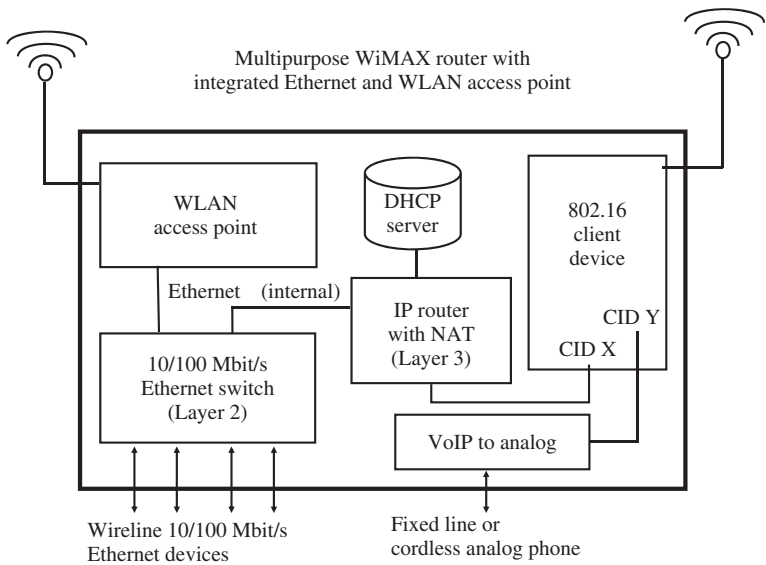 Multipurpose WiMAX router with
integrated Ethernet and WLAN access point
WLAN
access point
DHCP
server
802.16
client
device
Ethernet (internal)
IP router
with NAT
(Layer 3)
CID Y
CID X
10/100 Mbit/s
Ethernet switch
(Layer 2)
VoIP to analog
Wireline 10/100 Mbit/s
Ethernet devices
Fixed line or
cordless analog phone